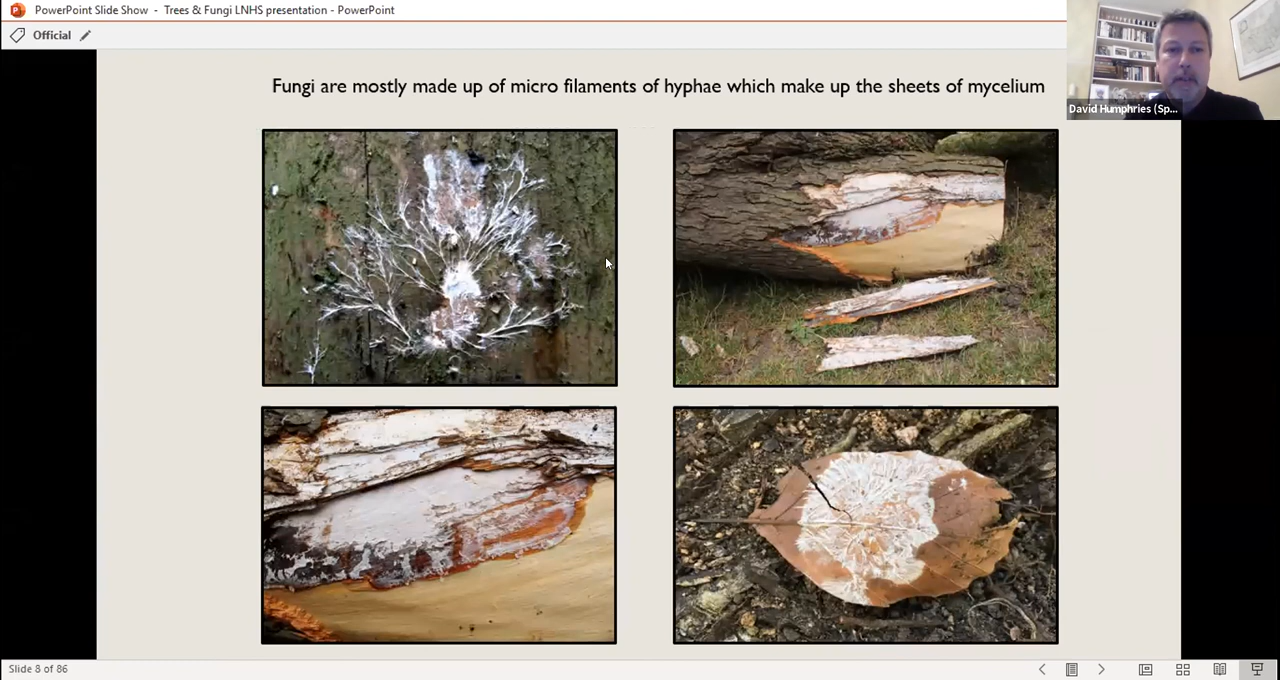 PowerPoint Slide Show - Trees & Fungi LNHS presentation - PowerPoint
Official
Fungi are mostly made up of micro filaments of hyphae which make up the sheets of mycelium
David Humphries (Sp...
Slide 8 of 86